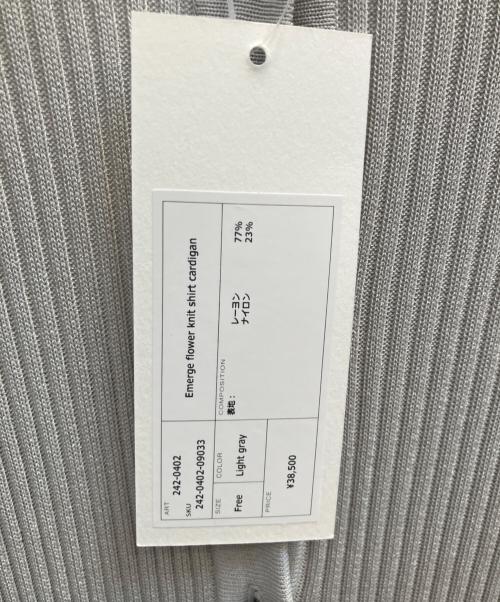 ART
242-0402
Emerge flower knit shirt cardigan
SKU
242-0402-09033
SIZE
Free
COLOR
Light gray
COMPOSITION
表地：
レーヨン 77%
ナイロン 23%
PRICE
¥38,500